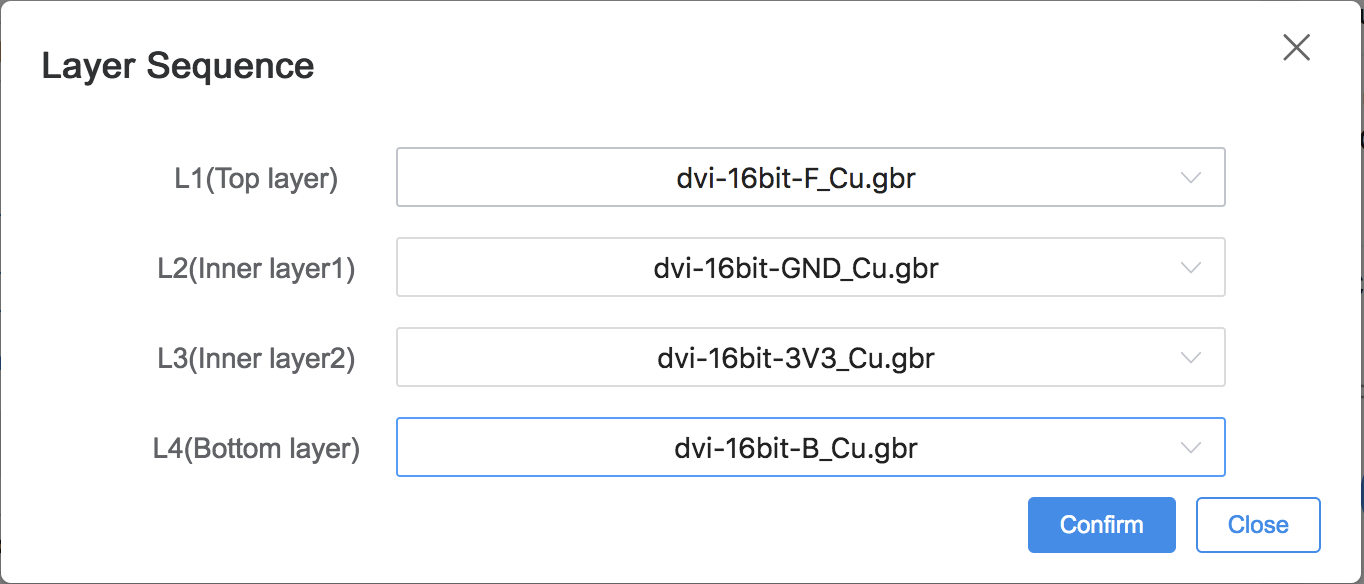 Layer Sequence
L1(Top layer) dvi-16bit-F_Cu.gbr
L2(Inner layer1) dvi-16bit-GND_Cu.gbr
L3(Inner layer2) dvi-16bit-3V3_Cu.gbr
L4(Bottom layer) dvi-16bit-B_Cu.gbr
Confirm Close